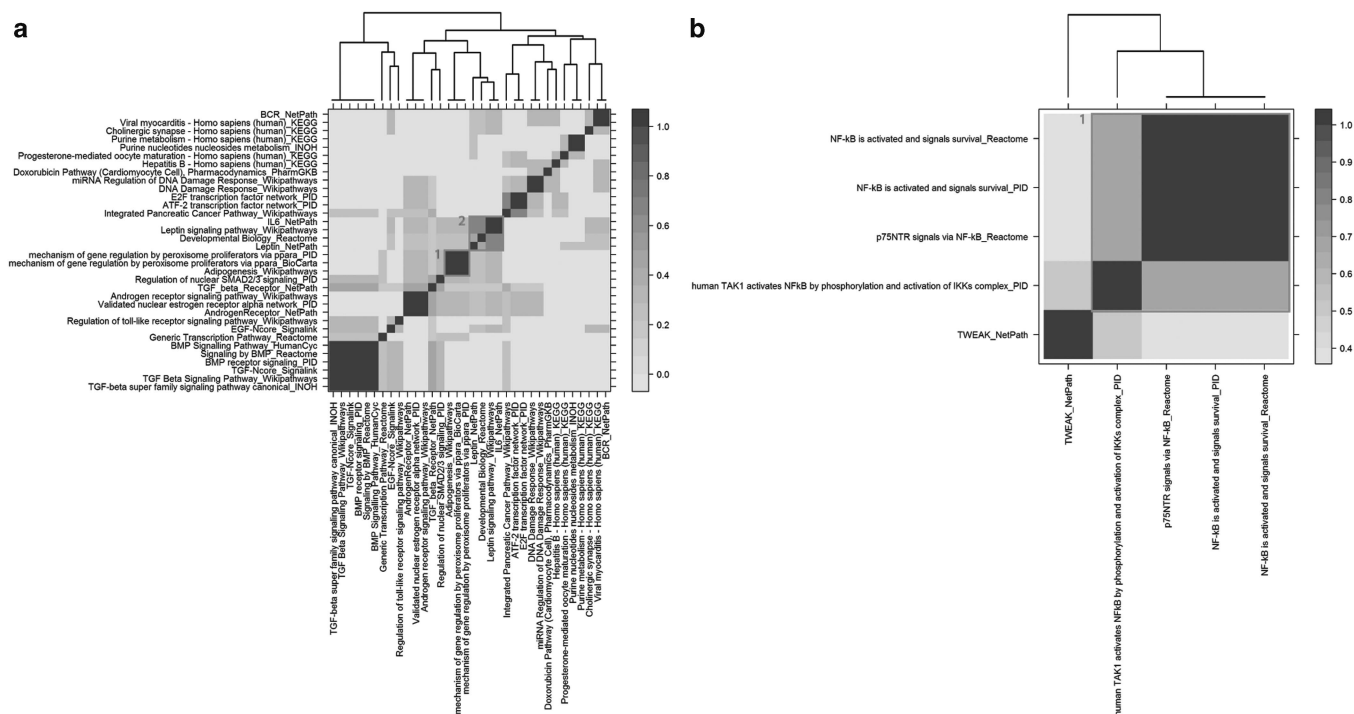 a
BCR_NetPath
Viral myocarditis - Homo sapiens (human)_KEGG
Cholinergic synapse - Homo sapiens (human)_KEGG
Purine metabolism - Homo sapiens (human)_KEGG
Purine nucleotides nucleosides metabolism_INOH
Progesterone-mediated oocyte maturation - Homo sapiens (human)_KEGG
Hepatitis B - Homo sapiens (human)_KEGG
Doxorubicin Pathway (Cardiomyocyte Cell), Pharmacodynamics_PharmGKB
miRNA Regulation of DNA Damage Response_Wikipathways
DNA Damage Response_Wikipathways
E2F transcription factor network_PID
ATF-2 transcription factor network_PID
Integrated Pancreatic Cancer Pathway_Wikipathways
IL6_NetPath
Leptin signaling pathway_Wikipathways
Developmental Biology_Reactome
Leptin_NetPath
mechanism of gene regulation by peroxisome proliferators via ppara_PID
mechanism of gene regulation by peroxisome proliferators via ppara_BioCarta
Adipogenesis_Wikipathways
Regulation of nuclear SMAD2/3 signaling_PID
TGF_beta_Receptor_NetPath
Androgen receptor signaling pathway_Wikipathways
Validated nuclear estrogen receptor alpha network_PID
AndrogenReceptor_NetPath
Regulation of toll-like receptor signaling pathway_Wikipathways
EGF-Ncore_Signalink
Generic Transcription Pathway_Reactome
BMP Signalling Pathway_HumanCyc
Signaling by BMP_Reactome
BMP receptor signaling_PID
TGF-Ncore_Signalink
TGF Beta Signaling Pathway_Wikipathways
TGF-beta super family signaling pathway canonical_INOH
2
1
1.0
0.8
0.6
0.4
0.2
0.0
TGF-beta super family signaling pathway canonical_INOH
TGF Beta Signaling Pathway_Wikipathways
TGF-Ncore_Signalink
BMP receptor signaling_PID
Signaling by BMP_Reactome
BMP Signalling Pathway_HumanCyc
Generic Transcription Pathway_Reactome
EGF-Ncore_Signalink
Regulation of toll-like receptor signaling pathway_Wikipathways
AndrogenReceptor_NetPath
Validated nuclear estrogen receptor alpha network_PID
Androgen receptor signaling pathway_Wikipathways
TGF_beta_Receptor_NetPath
Regulation of nuclear SMAD2/3 signaling_PID
Adipogenesis_Wikipathways
mechanism of gene regulation by peroxisome proliferators via ppara_BioCarta
mechanism of gene regulation by peroxisome proliferators via ppara_PID
Leptin_NetPath
Developmental Biology_Reactome
Leptin signaling pathway_Wikipathways
IL6_NetPath
Integrated Pancreatic Cancer Pathway_Wikipathways
ATF-2 transcription factor network_PID
E2F transcription factor network_PID
DNA Damage Response_Wikipathways
miRNA Regulation of DNA Damage Response_Wikipathways
Doxorubicin Pathway (Cardiomyocyte Cell), Pharmacodynamics_PharmGKB
Hepatitis B - Homo sapiens (human)_KEGG
Progesterone-mediated oocyte maturation - Homo sapiens (human)_KEGG
Purine nucleotides nucleosides metabolism_INOH
Purine metabolism - Homo sapiens (human)_KEGG
Cholinergic synapse - Homo sapiens (human)_KEGG
Viral myocarditis - Homo sapiens (human)_KEGG
BCR_NetPath
b
NF-kB is activated and signals survival_Reactome
NF-kB is activated and signals survival_PID
p75NTR signals via NF-kB_Reactome
human TAK1 activates NFkB by phosphorylation and activation of IKKs complex_PID
TWEAK_NetPath
1
1.0
0.9
0.8
0.7
0.6
0.5
0.4
TWEAK_NetPath
human TAK1 activates NFkB by phosphorylation and activation of IKKs complex_PID
p75NTR signals via NF-kB_Reactome
NF-kB is activated and signals survival_PID
NF-kB is activated and signals survival_Reactome